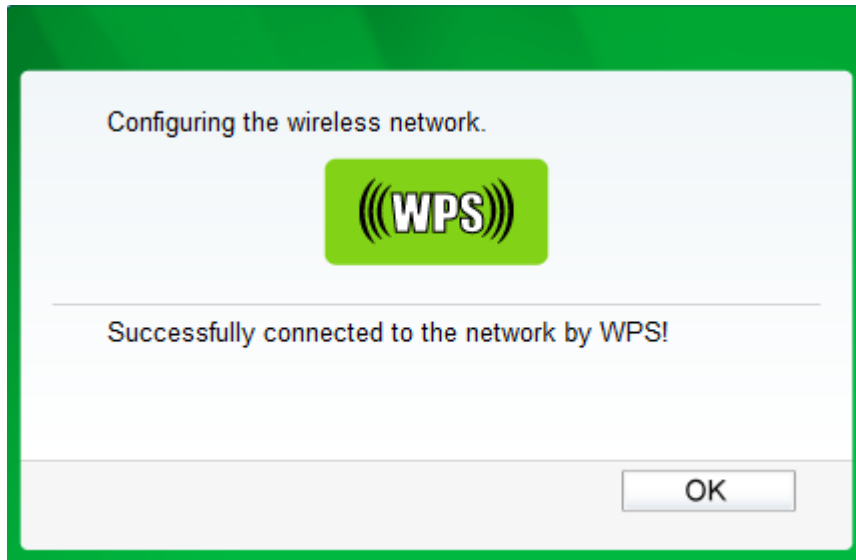 Configuring the wireless network.
WPS
Successfully connected to the network by WPS!
OK